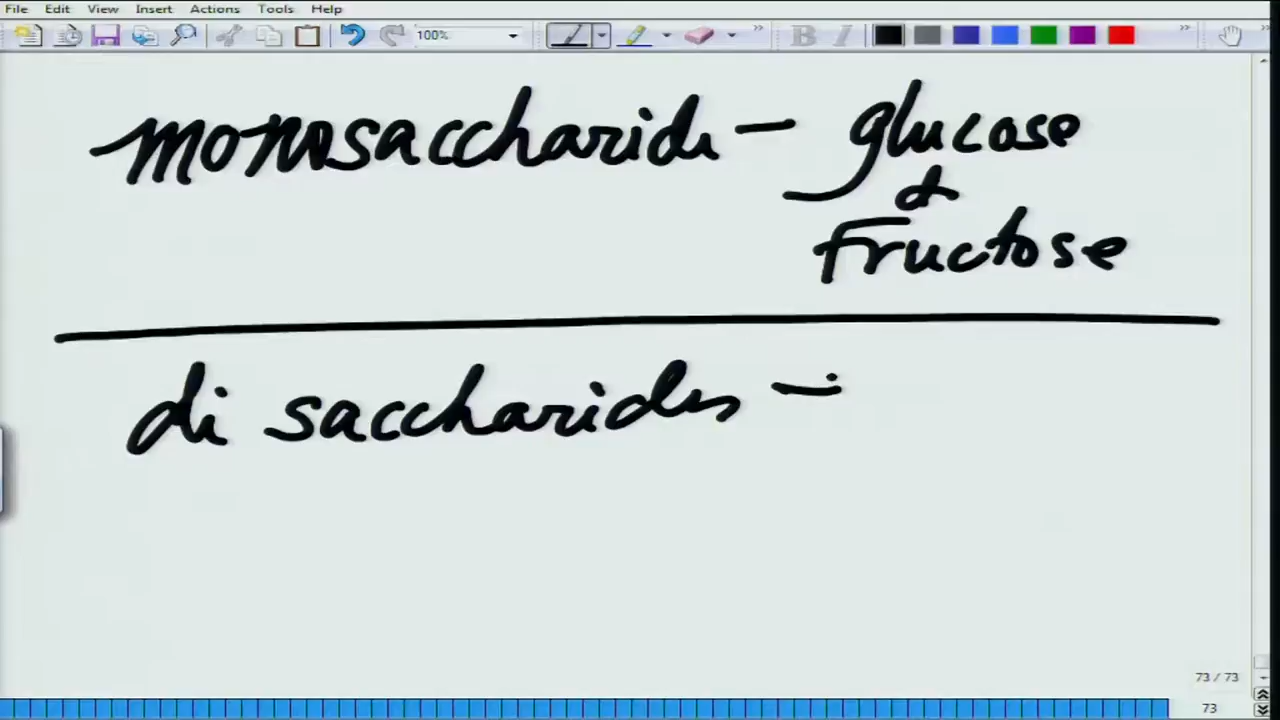 File Edit View Insert Actions Tools Help
100%
monosaccharide - glucose
&
Fructose
di saccharides -
73 / 73
73